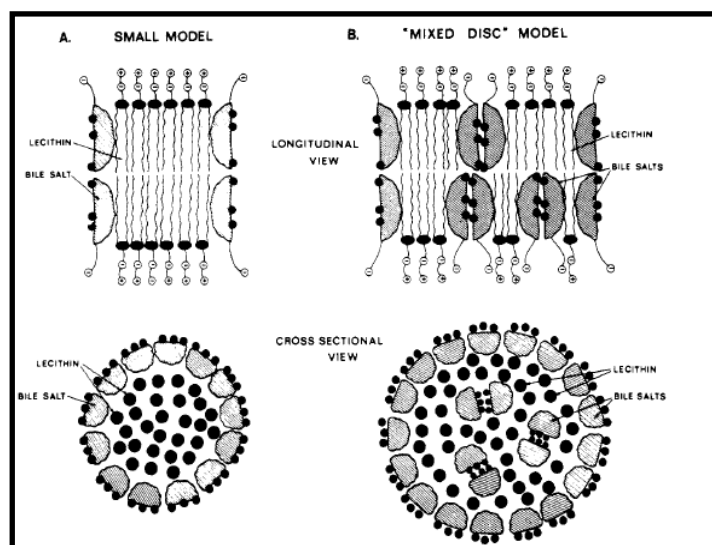 A. SMALL MODEL
B. "MIXED DISC" MODEL
LECITHIN
BILE SALT
LONGITUDINAL
VIEW
LECITHIN
BILE SALTS
CROSS SECTIONAL
VIEW
LECITHIN
BILE SALT
LECITHIN
BILE SALTS